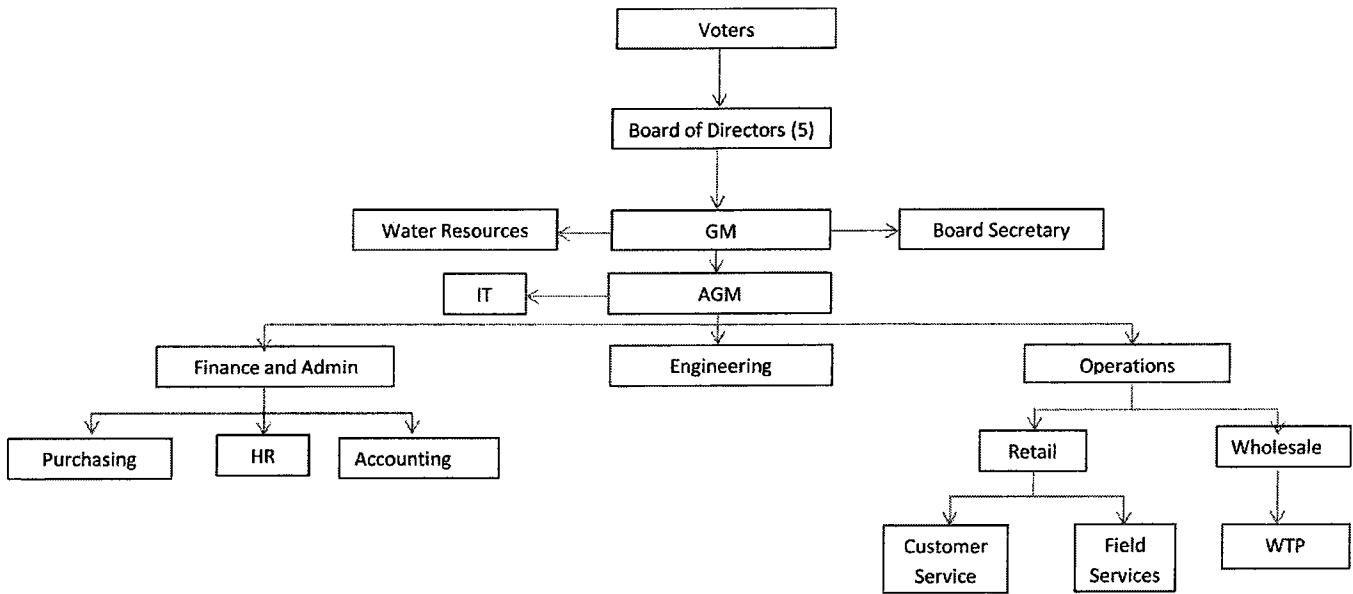 Voters
Board of Directors (5)
Water Resources
GM
Board Secretary
IT
AGM
Finance and Admin
Engineering
Operations
Purchasing
HR
Accounting
Retail
Wholesale
Customer
Service
Field
Services
WTP